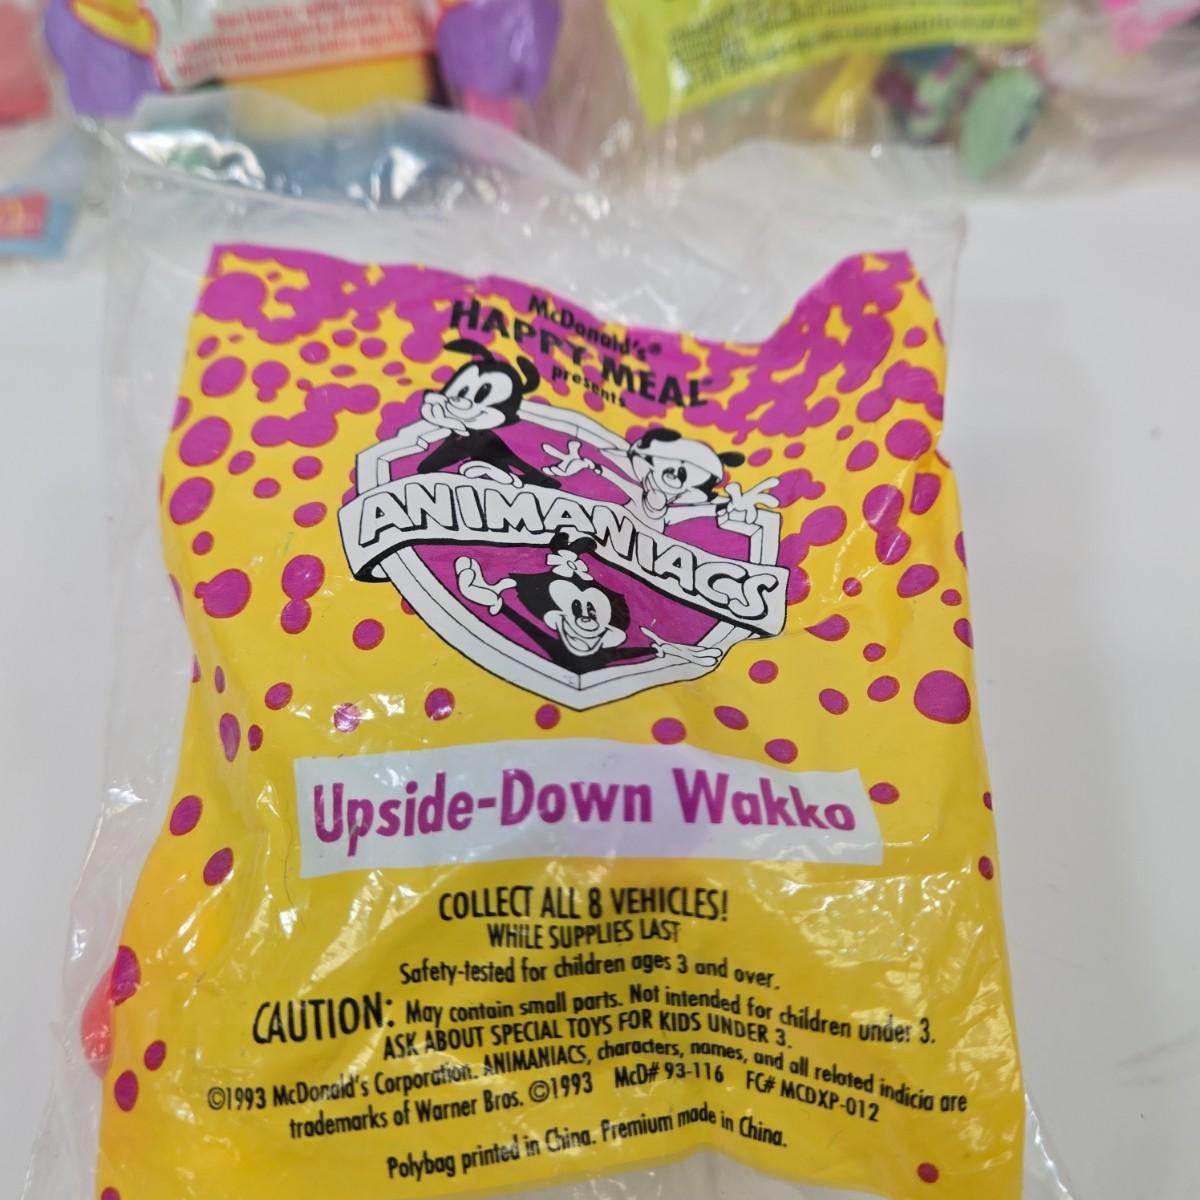 McDonald's®
HAPPY MEAL
presents
ANIMANIACS
Upside-Down Wakko
COLLECT ALL 8 VEHICLES!
WHILE SUPPLIES LAST
Safety-tested for children ages 3 and over.
CAUTION: May contain small parts. Not intended for children under 3.
ASK ABOUT SPECIAL TOYS FOR KIDS UNDER 3.
©1993 McDonald's Corporation. ANIMANIACS, characters, names, and all related indicia are
trademarks of Warner Bros. ©1993 McD# 93-116 FC# MCDXP-012
Polybag printed in China. Premium made in China.